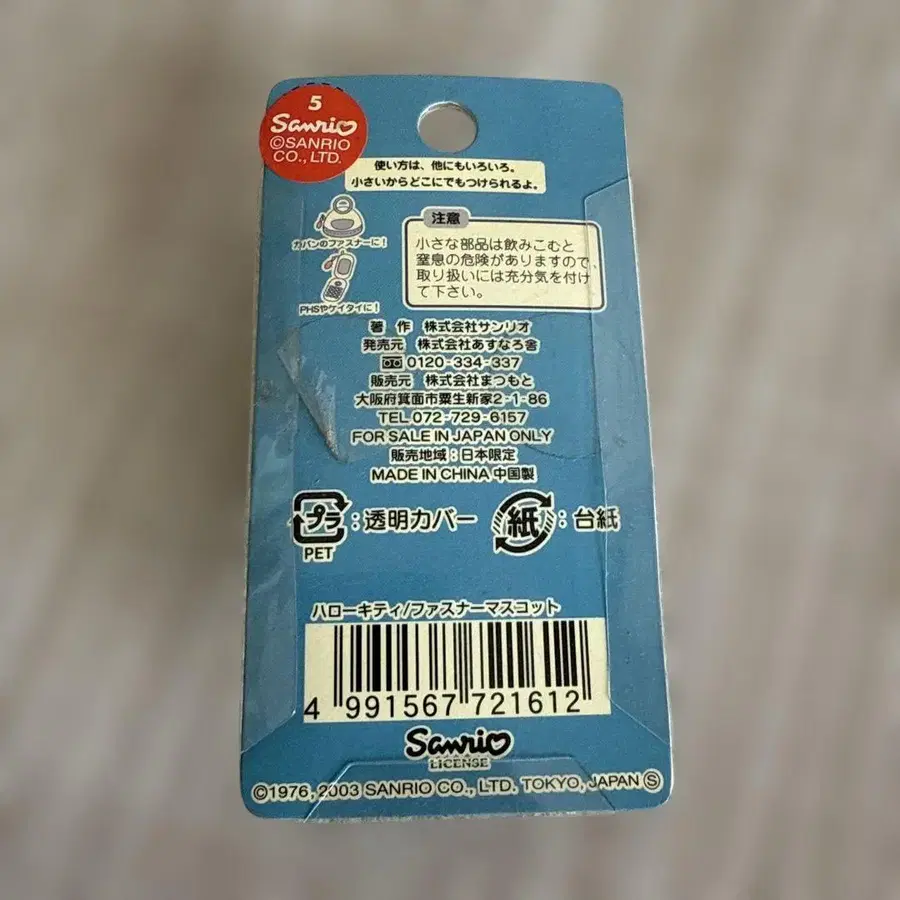 5
Sanrio
©SANRIO
CO., LTD.
使い方は、他にもいろいろ。
小さいからどこにでもつけられるよ。
カバンのファスナーに!
PHSやケイタイに!
注意
小さな部品は飲みこむと
窒息の危険がありますので、
取り扱いには充分気を付け
て下さい。
著 作 株式会社サンリオ
発売元 株式会社あすなろ舎
0120-334-337
販売元 株式会社まつもと
大阪府箕面市粟生新家2-1-86
TEL.072-729-6157
FOR SALE IN JAPAN ONLY
販売地域:日本限定
MADE IN CHINA 中国製
プラ:透明カバー
PET
紙:台紙
ハローキティ/ファスナーマスコット
4 991567 721612
Sanrio
LICENSE
©1976, 2003 SANRIO CO., LTD. TOKYO, JAPAN Ⓢ